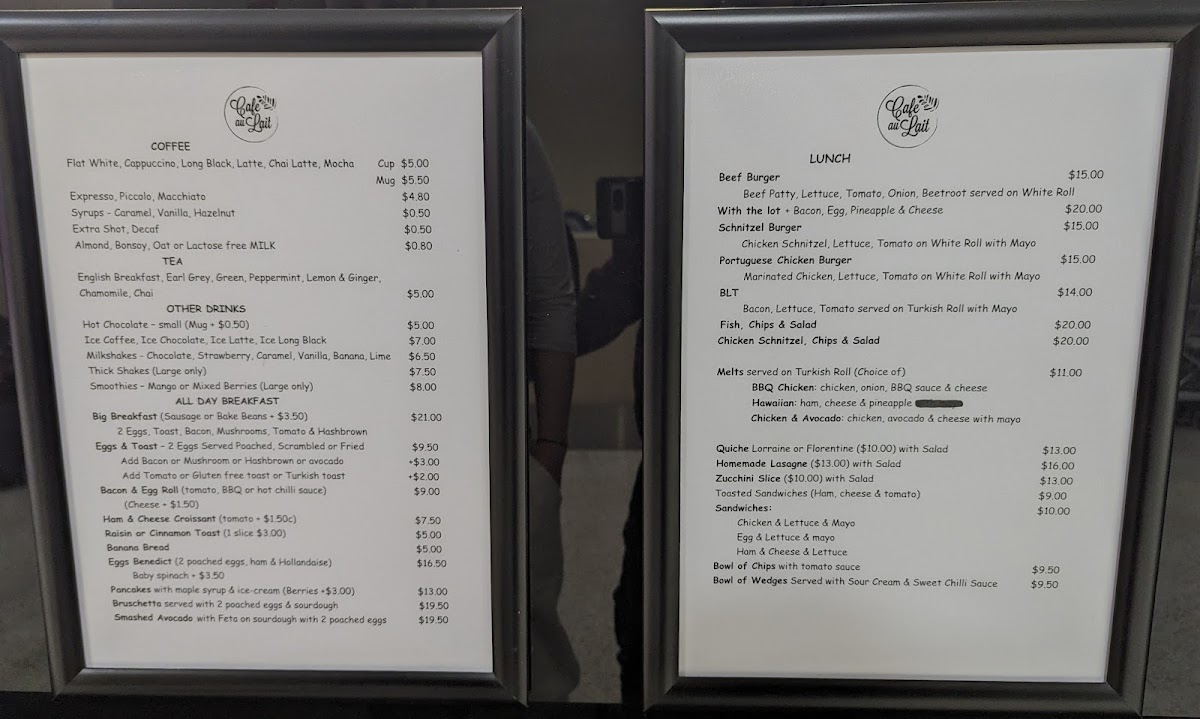 Café
au Lait
COFFEE
Flat White, Cappuccino, Long Black, Latte, Chai Latte, Mocha Cup $5.00
Mug $5.50
Expresso, Piccolo, Macchiato $4.80
Syrups - Caramel, Vanilla, Hazelnut $0.50
Extra Shot, Decaf $0.50
Almond, Bonsoy, Oat or Lactose free MILK $0.80
TEA
English Breakfast, Earl Grey, Green, Peppermint, Lemon & Ginger,
Chamomile, Chai $5.00
OTHER DRINKS
Hot Chocolate - small (Mug + $0.50) $5.00
Ice Coffee, Ice Chocolate, Ice Latte, Ice Long Black $7.00
Milkshakes - Chocolate, Strawberry, Caramel, Vanilla, Banana, Lime $6.50
Thick Shakes (Large only) $7.50
Smoothies - Mango or Mixed Berries (Large only) $8.00
ALL DAY BREAKFAST
Big Breakfast (Sausage or Bake Beans + $3.50) $21.00
2 Eggs, Toast, Bacon, Mushrooms, Tomato & Hashbrown
Eggs & Toast - 2 Eggs Served Poached, Scrambled or Fried $9.50
Add Bacon or Mushroom or Hashbrown or avocado +$3.00
Add Tomato or Gluten free toast or Turkish toast +$2.00
Bacon & Egg Roll (tomato, BBQ or hot chilli sauce) $9.00
(Cheese + $1.50)
Ham & Cheese Croissant (tomato + $1.50c) $7.50
Raisin or Cinnamon Toast (1 slice $3.00) $5.00
Banana Bread $5.00
Eggs Benedict (2 poached eggs, ham & Hollandaise) $16.50
Baby spinach + $3.50
Pancakes with maple syrup & ice-cream (Berries +$3.00) $13.00
Bruschetta served with 2 poached eggs & sourdough $19.50
Smashed Avocado with Feta on sourdough with 2 poached eggs $19.50
Café
au Lait
LUNCH
Beef Burger $15.00
Beef Patty, Lettuce, Tomato, Onion, Beetroot served on White Roll
With the lot + Bacon, Egg, Pineapple & Cheese $20.00
Schnitzel Burger $15.00
Chicken Schnitzel, Lettuce, Tomato on White Roll with Mayo
Portuguese Chicken Burger $15.00
Marinated Chicken, Lettuce, Tomato on White Roll with Mayo
BLT $14.00
Bacon, Lettuce, Tomato served on Turkish Roll with Mayo
Fish, Chips & Salad $20.00
Chicken Schnitzel, Chips & Salad $20.00
Melts served on Turkish Roll (Choice of) $11.00
BBQ Chicken: chicken, onion, BBQ sauce & cheese
Hawaiian: ham, cheese & pineapple
Chicken & Avocado: chicken, avocado & cheese with mayo
Quiche Lorraine or Florentine ($10.00) with Salad $13.00
Homemade Lasagne ($13.00) with Salad $16.00
Zucchini Slice ($10.00) with Salad $13.00
Toasted Sandwiches (Ham, cheese & tomato) $9.00
Sandwiches: $10.00
Chicken & Lettuce & Mayo
Egg & Lettuce & mayo
Ham & Cheese & Lettuce
Bowl of Chips with tomato sauce $9.50
Bowl of Wedges Served with Sour Cream & Sweet Chilli Sauce $9.50